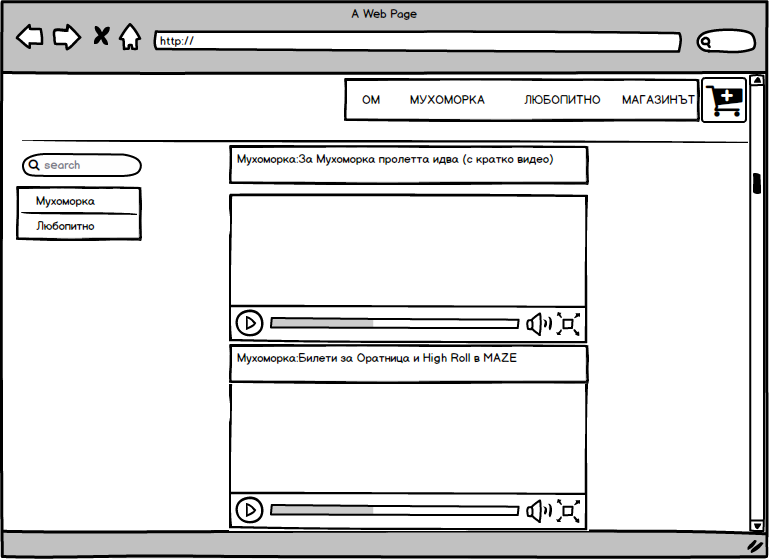 A Web Page
http://
ОМ МУХОМОРКА ЛЮБОПИТНО МАГАЗИНЪТ
search
Мухоморка
Любопитно
Мухоморка:За Мухоморка пролетта идва (с кратко видео)
Мухоморка:Билети за Оратница и High Roll в MAZE